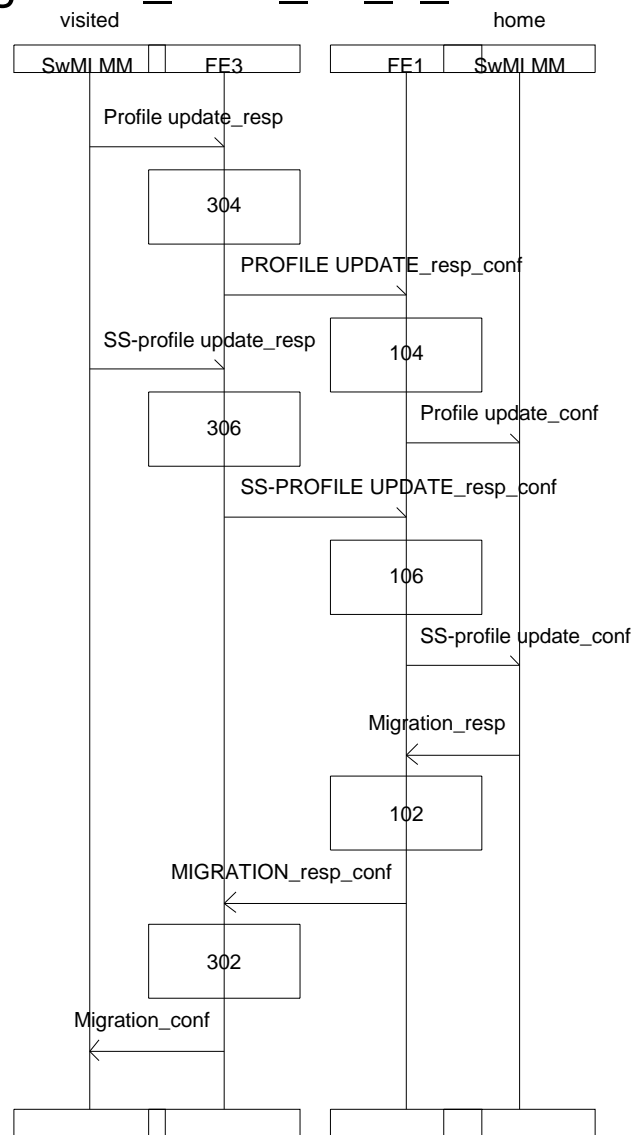 visited home
SwMI MM FE3 FE1 SwMI MM
Profile update_resp
304
PROFILE UPDATE_resp_conf
SS-profile update_resp
104
Profile update_conf
306
SS-PROFILE UPDATE_resp_conf
106
SS-profile update_conf
Migration_resp
102
MIGRATION_resp_conf
302
Migration_conf